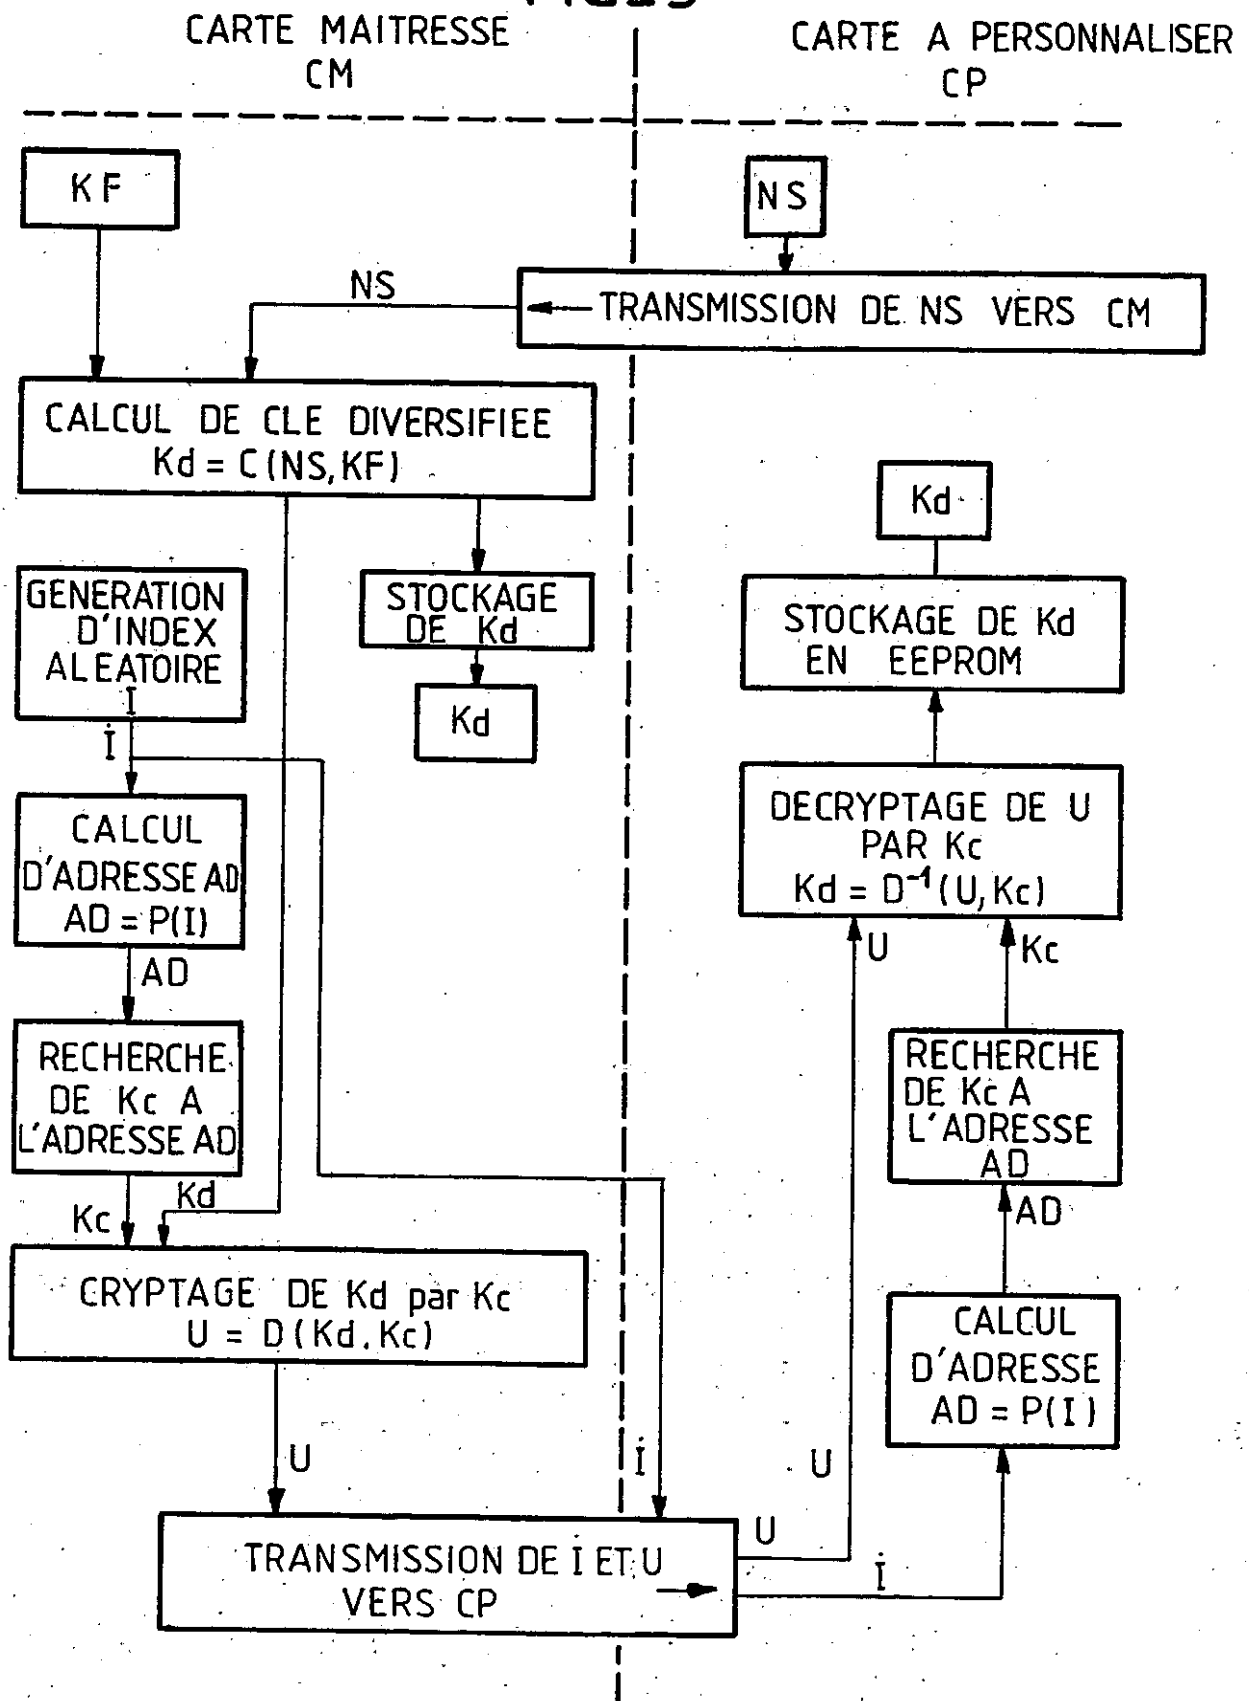 CARTE MAITRESSE
CM
CARTE A PERSONNALISER
CP
KF
NS
NS
TRANSMISSION DE NS VERS CM
CALCUL DE CLE DIVERSIFIEE
Kd = C(NS,KF)
GENERATION
D'INDEX
ALEATOIRE
I
STOCKAGE
DE Kd
Kd
i
CALCUL
D'ADRESSE AD
AD = P(I)
AD
RECHERCHE
DE Kc A
L'ADRESSE AD
Kc
Kd
CRYPTAGE DE Kd par Kc
U = D(Kd,Kc)
U
i
TRANSMISSION DE i ET U
VERS CP
U
i
U
CALCUL
D'ADRESSE
AD = P(I)
AD
RECHERCHE
DE Kc A
L'ADRESSE
AD
U
Kc
DECRYPTAGE DE U
PAR Kc
Kd = D⁻¹(U,Kc)
STOCKAGE DE Kd
EN EEPROM
Kd